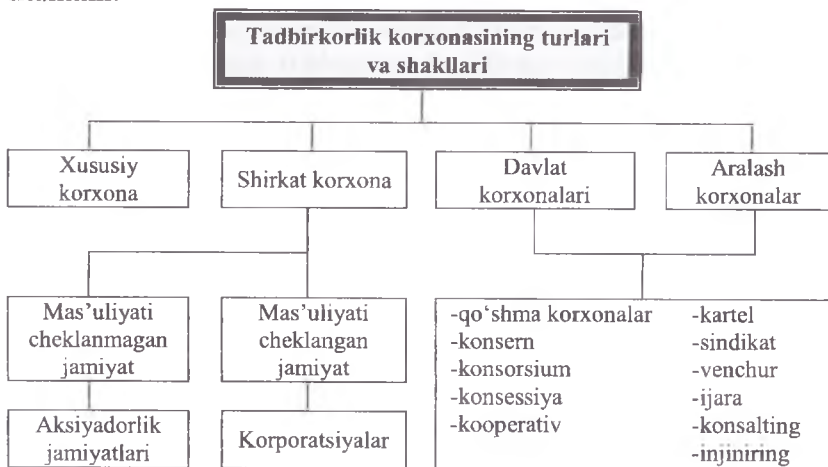 Tadbirkorlik korxonasining turlari
va shakllari
Xususiy
korxona
Shirkat korxona
Davlat
korxonalari
Aralash
korxonalar
Mas’uliyati
cheklanmagan
jamiyat
Mas’uliyati
cheklangan
jamiyat
Aksiyadorlik
jamiyatlari
Korporatsiyalar
-qo‘shma korxonalar
-konsern
-konsorsium
-konsessiya
-kooperativ
-kartel
-sindikat
-venchur
-ijara
-konsalting
-injiniring